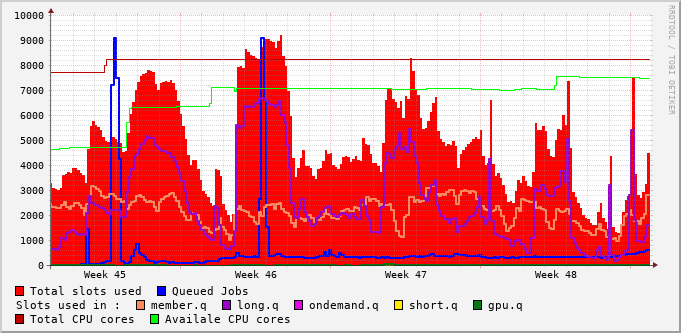 10000
9000
8000
7000
6000
5000
4000
3000
2000
1000
0
Week 45 Week 46 Week 47 Week 48
RRDTOOL / TOBI OETIKER
Total slots used Queued Jobs
Slots used in : member.q long.q ondemand.q short.q gpu.q
Total CPU cores Availale CPU cores